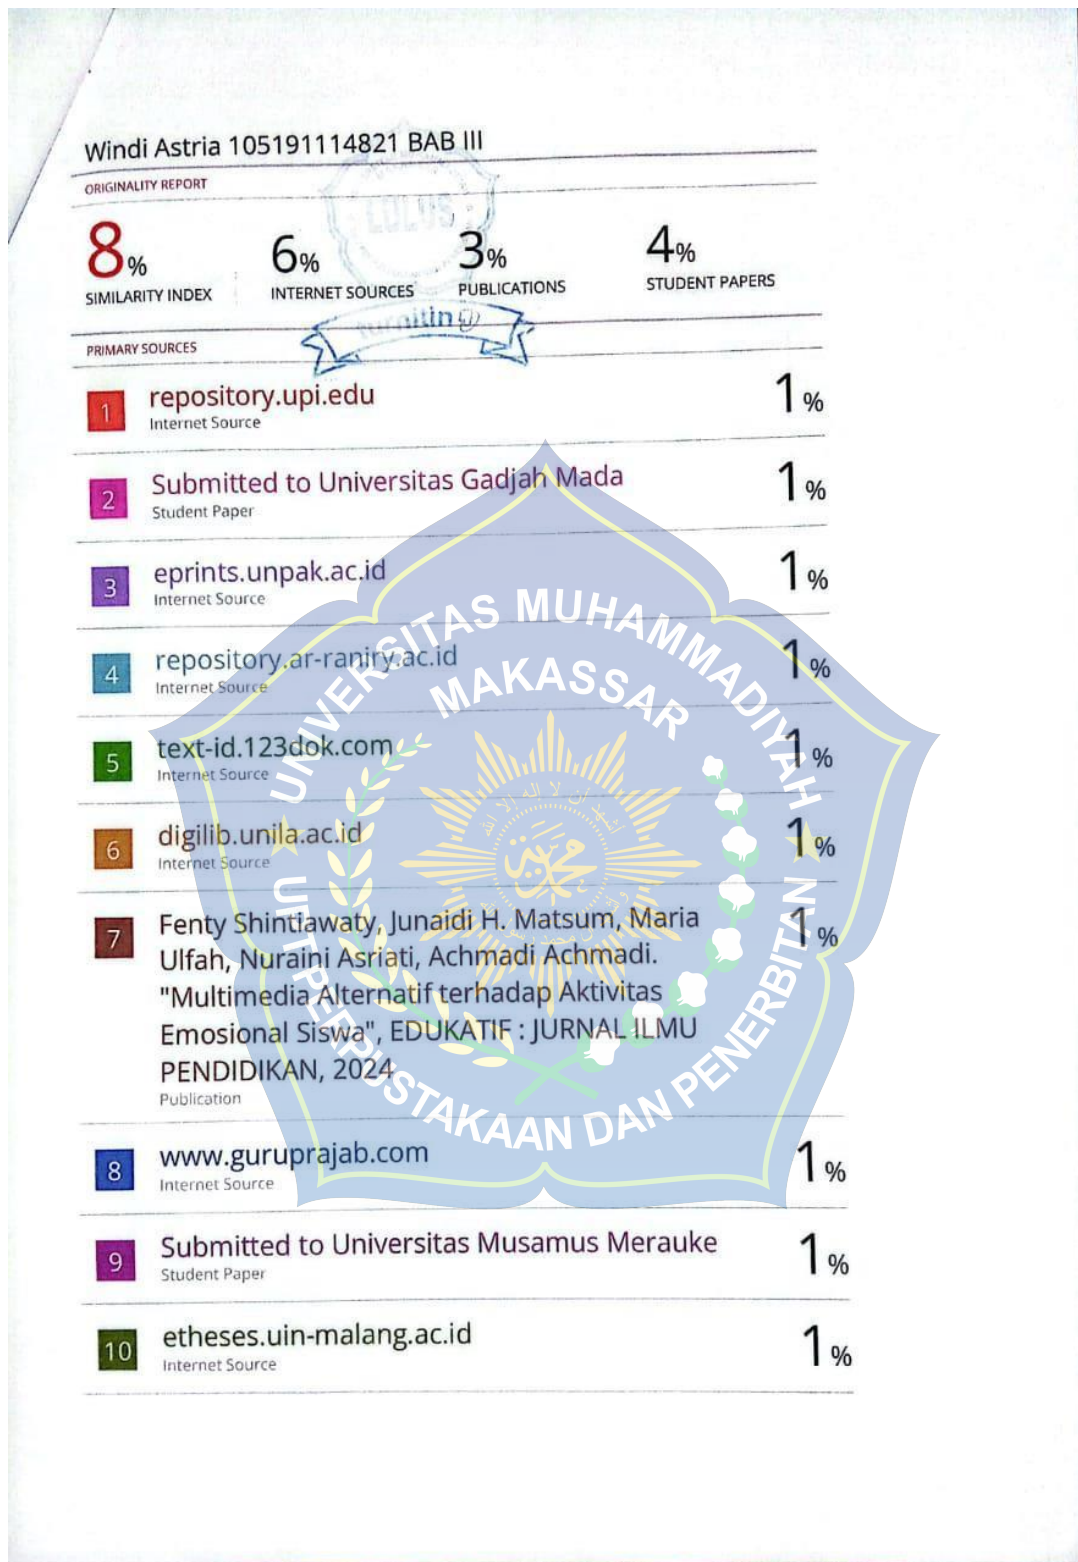 Windi Astria 105191114821 BAB III
ORIGINALITY REPORT
LULUS
8% 6% 3% 4%
SIMILARITY INDEX INTERNET SOURCES PUBLICATIONS STUDENT PAPERS
turnitin
PRIMARY SOURCES
1 repository.upi.edu 1%
Internet Source
2 Submitted to Universitas Gadjah Mada 1%
Student Paper
3 eprints.unpak.ac.id 1%
Internet Source
4 repository.ar-raniry.ac.id 1%
Internet Source
5 text-id.123dok.com 1%
Internet Source
6 digilib.unila.ac.id 1%
Internet Source
7 Fenty Shintiawaty, Junaidi H. Matsum, Maria 1%
Ulfah, Nuraini Asriati, Achmadi Achmadi.
"Multimedia Alternatif terhadap Aktivitas
Emosional Siswa", EDUKATIF : JURNAL ILMU
PENDIDIKAN, 2024
Publication
8 www.guruprajab.com 1%
Internet Source
9 Submitted to Universitas Musamus Merauke 1%
Student Paper
10 etheses.uin-malang.ac.id 1%
Internet Source
UNIVERSITAS MUHAMMADIYAH
MAKASSAR
UPT PERPUSTAKAAN DAN PENERBITAN